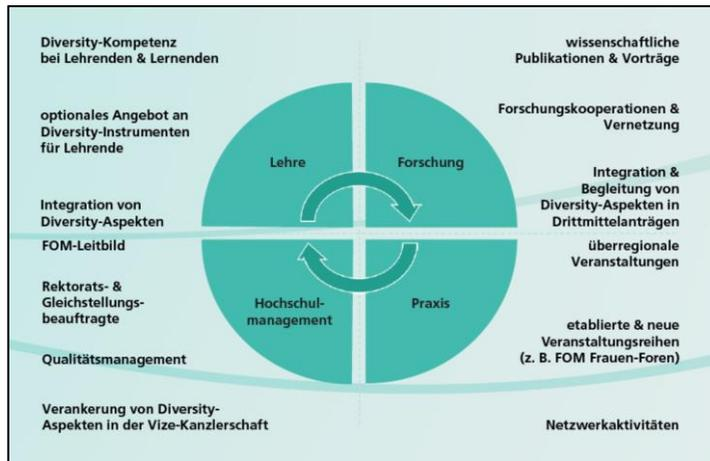 Diversity-Kompetenz
bei Lehrenden & Lernenden
optionales Angebot an
Diversity-Instrumenten
für Lehrende
Integration von
Diversity-Aspekten
wissenschaftliche
Publikationen & Vorträge
Forschungskooperationen &
Vernetzung
Integration &
Begleitung von
Diversity-Aspekten in
Drittmittelanträgen
Lehre
Forschung
Hochschul-
management
Praxis
FOM-Leitbild
Rektorats- &
Gleichstellungs-
beauftragte
Qualitätsmanagement
Verankerung von Diversity-
Aspekten in der Vize-Kanzlerschaft
überregionale
Veranstaltungen
etablierte & neue
Veranstaltungsreihen
(z. B. FOM Frauen-Foren)
Netzwerkaktivitäten